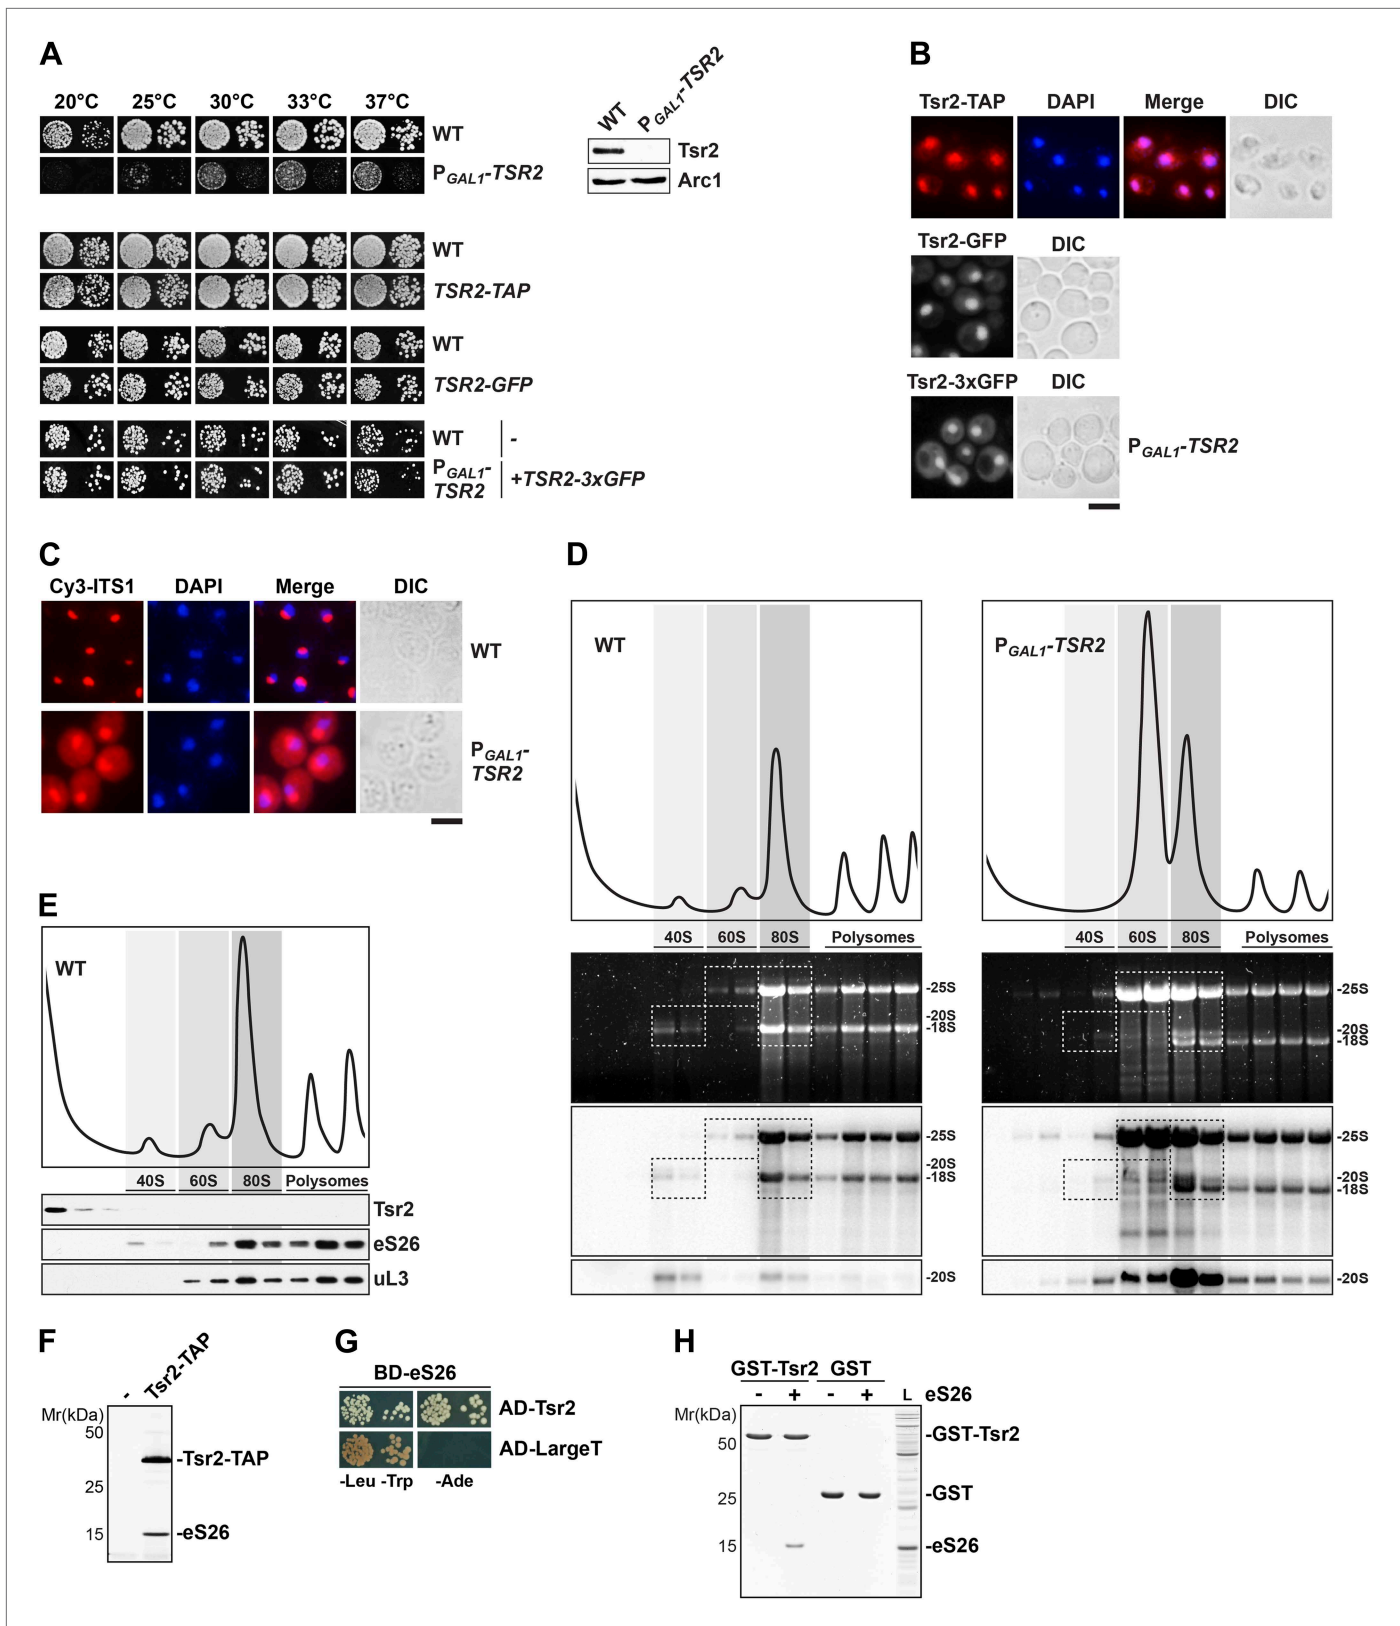 A
20°C 25°C 30°C 33°C 37°C
WT
PGAL1-TSR2
WT
TSR2-TAP
WT
TSR2-GFP
WT -
PGAL1-TSR2 +TSR2-3xGFP
WT PGAL1-TSR2
Tsr2
Arc1
B
Tsr2-TAP DAPI Merge DIC
Tsr2-GFP DIC
Tsr2-3xGFP DIC
PGAL1-TSR2
C
Cy3-ITS1 DAPI Merge DIC
WT
PGAL1-
TSR2
D
WT
40S 60S 80S Polysomes
-25S
-20S
-18S
-25S
-20S
-18S
-20S
PGAL1-TSR2
40S 60S 80S Polysomes
-25S
-20S
-18S
-25S
-20S
-18S
-20S
E
WT
40S 60S 80S Polysomes
Tsr2
eS26
uL3
F
- Tsr2-TAP
Mr(kDa)
50
-Tsr2-TAP
25
15 -eS26
G
BD-eS26
AD-Tsr2
AD-LargeT
-Leu -Trp -Ade
H
GST-Tsr2 GST
- + - + eS26 L
Mr(kDa)
50 -GST-Tsr2
25 -GST
15 -eS26